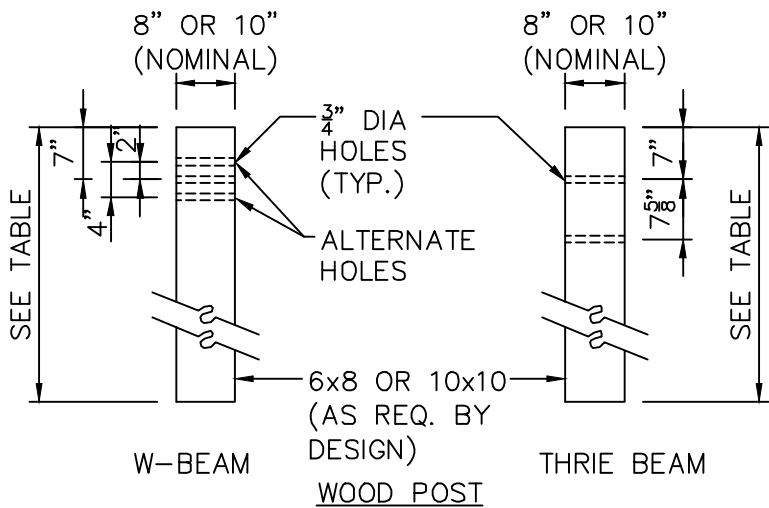 8" OR 10"
(NOMINAL)
8" OR 10"
(NOMINAL)
3/4" DIA
HOLES
(TYP.)
ALTERNATE
HOLES
7"
2"
4"
SEE TABLE
7"
7 5/8"
SEE TABLE
6x8 OR 10x10
(AS REQ. BY
DESIGN)
W-BEAM
THRIE BEAM
WOOD POST